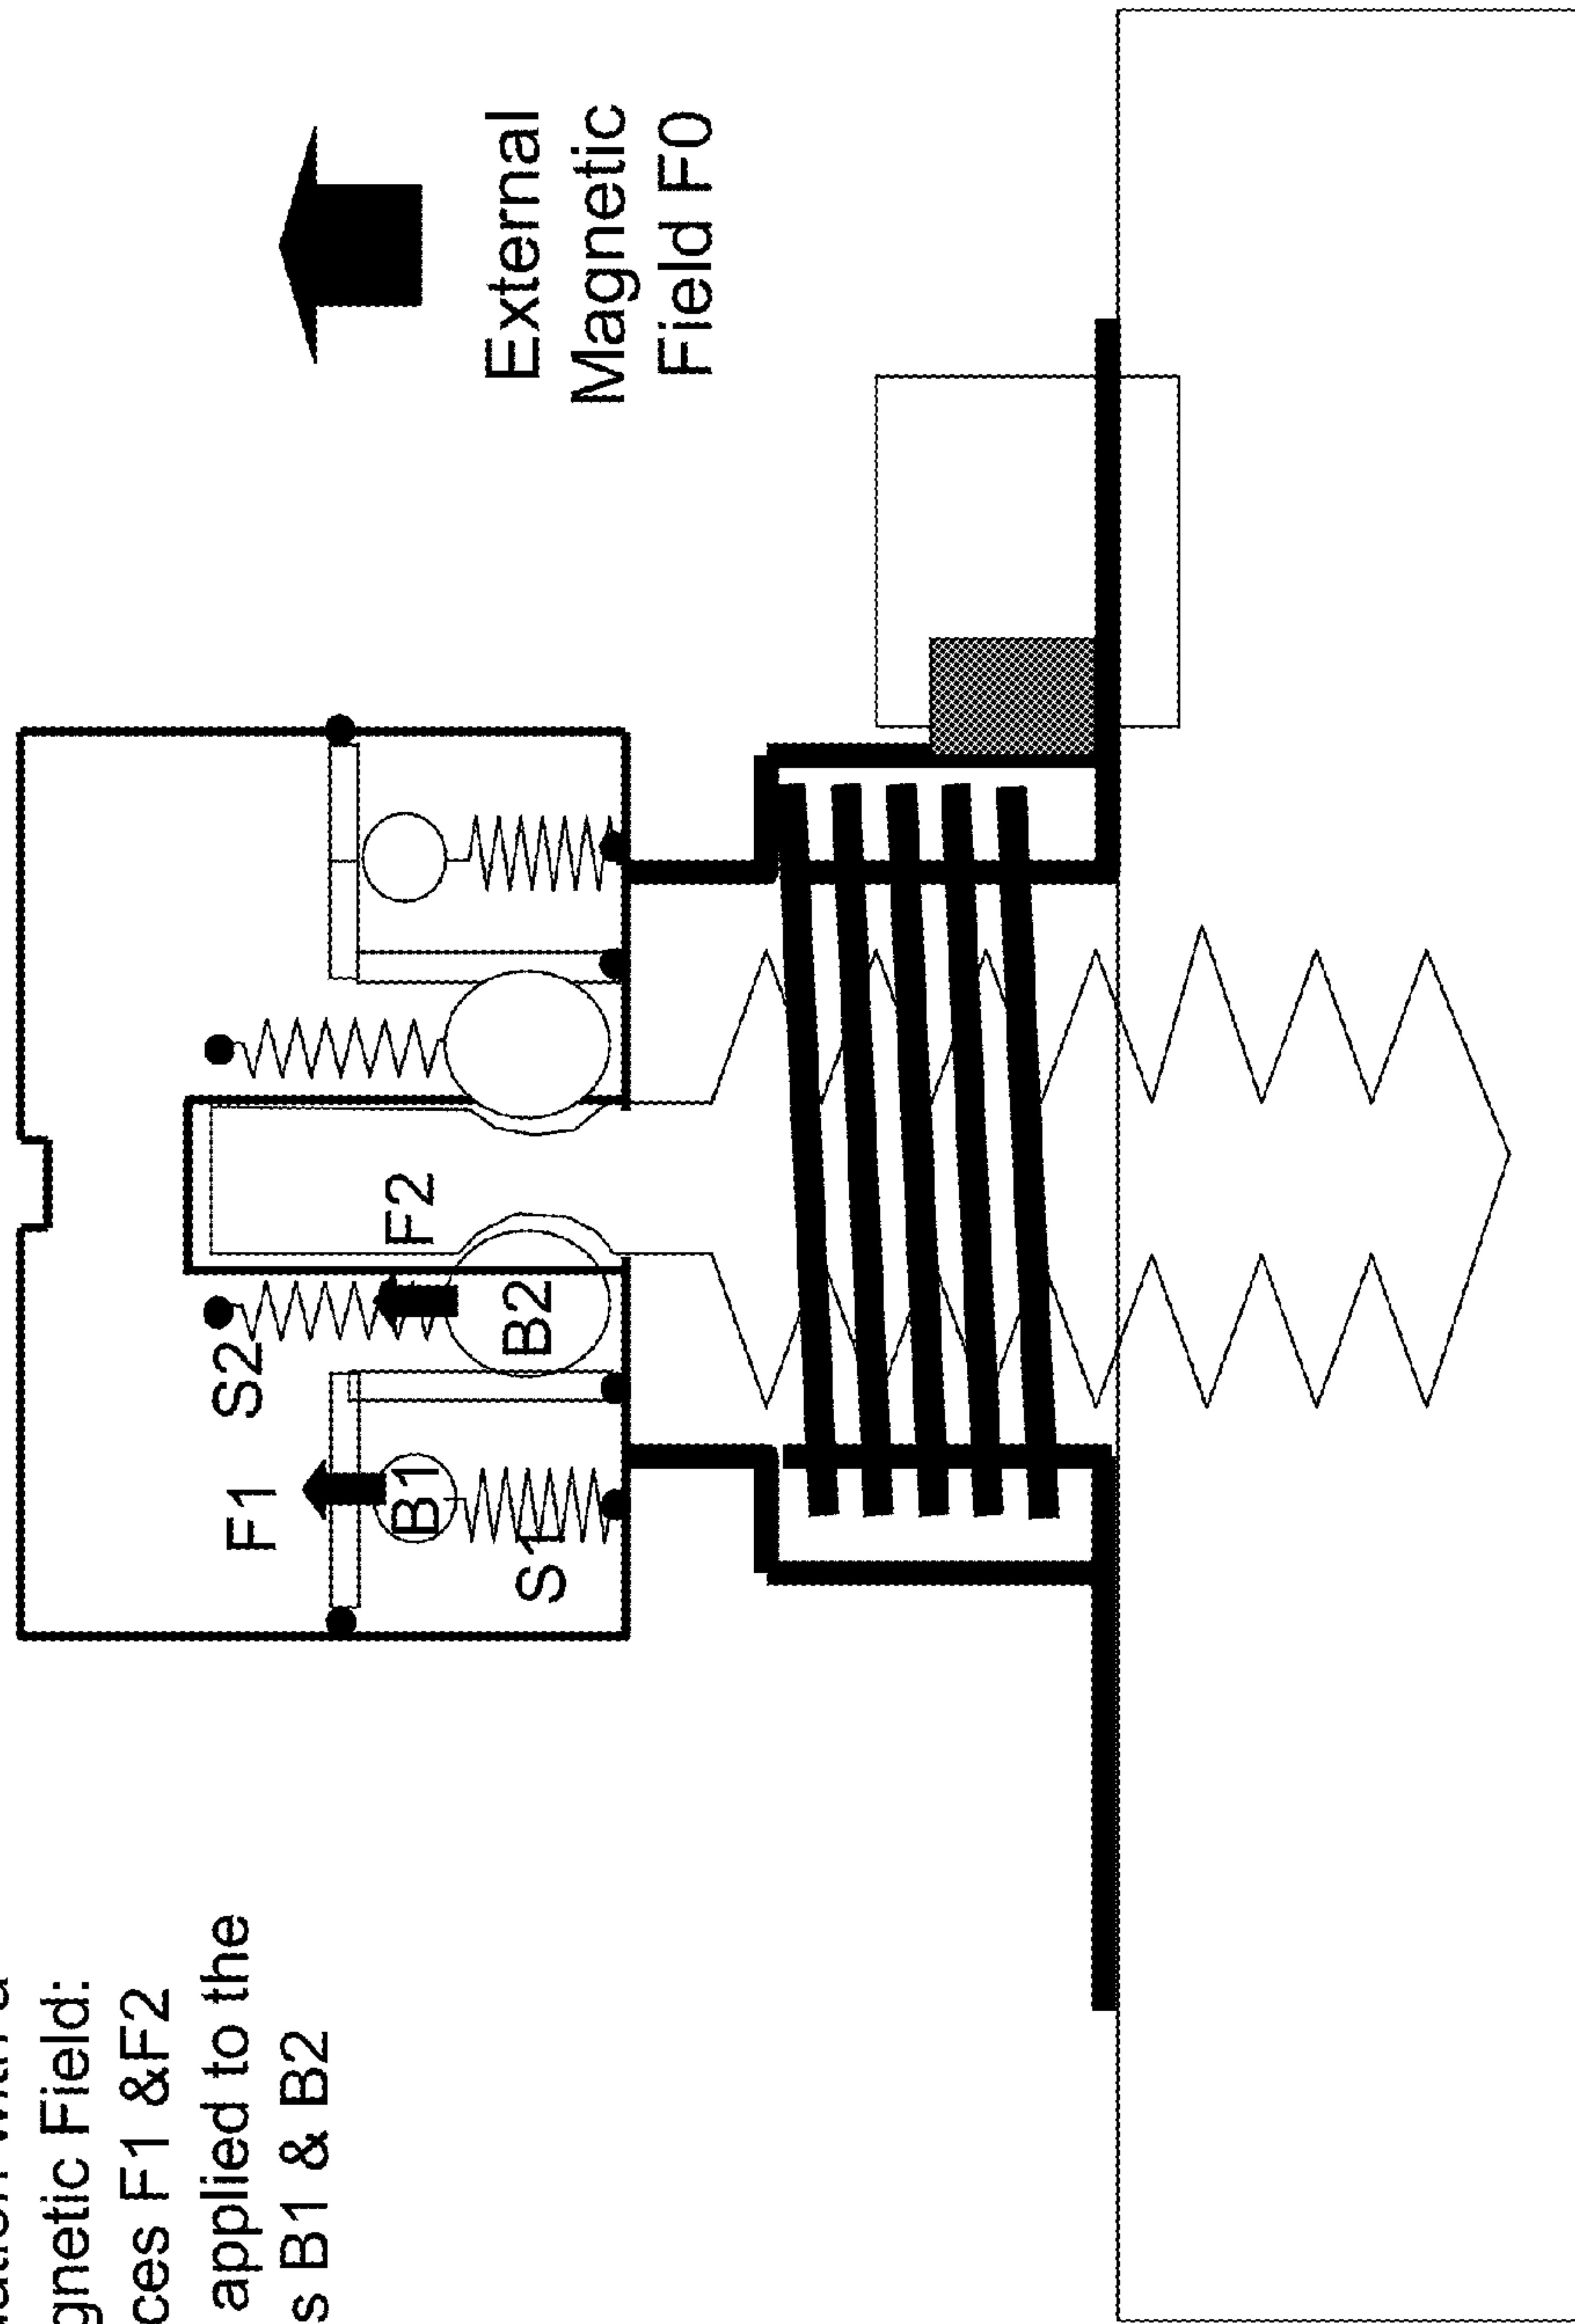 with a
gnetic Field:
ces F1 &F2
applied to the
s B1 & B2
F1
S2
B1
S1
F2
B2
External
Magnetic
Field F0